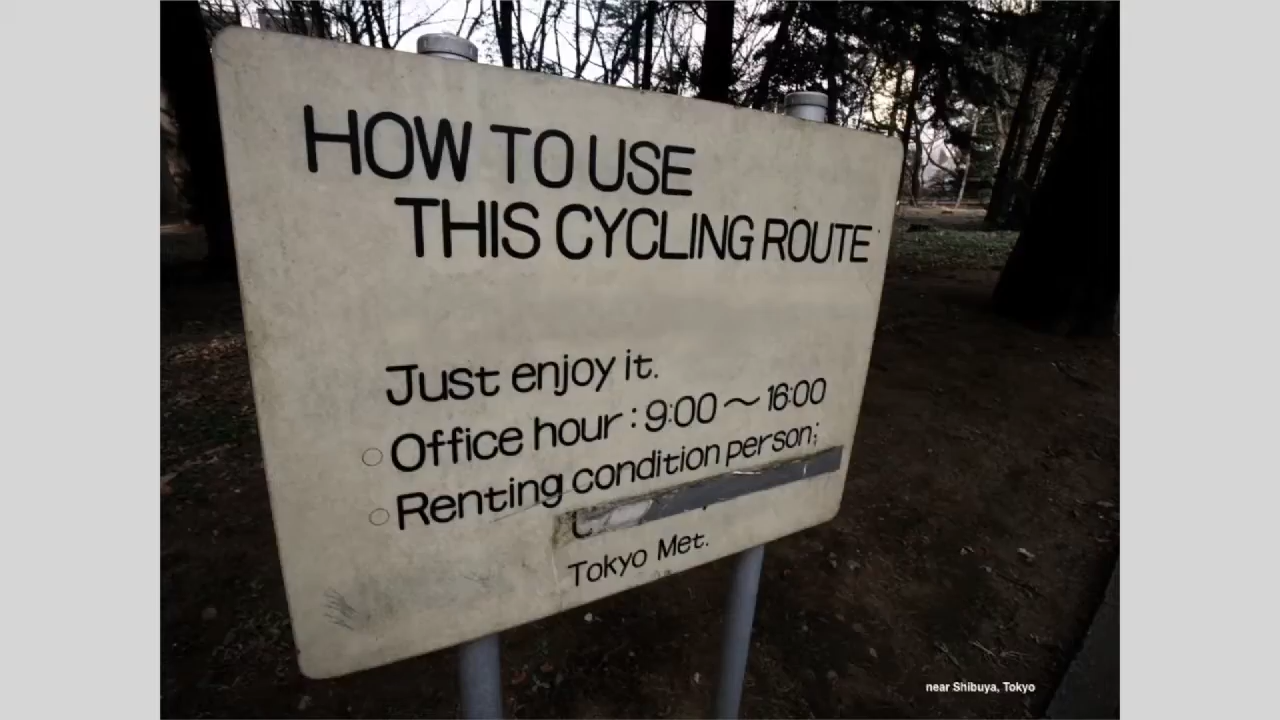 HOW TO USE
THIS CYCLING ROUTE
Just enjoy it.
Office hour : 9:00 〜 16:00
Renting condition person;
Tokyo Met.
near Shibuya, Tokyo